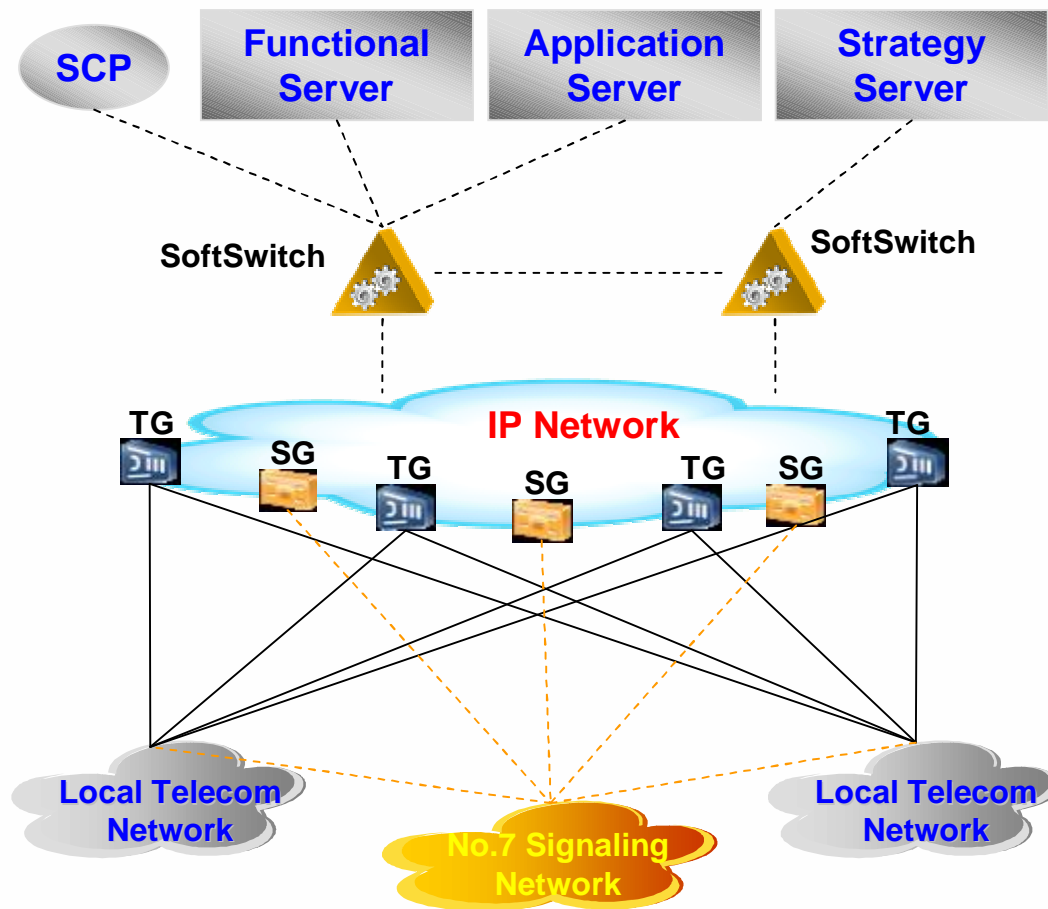 SCP
Functional
Server
Application
Server
Strategy
Server
SoftSwitch
SoftSwitch
IP Network
TG
SG
TG
SG
TG
SG
TG
Local Telecom
Network
No.7 Signaling
Network
Local Telecom
Network